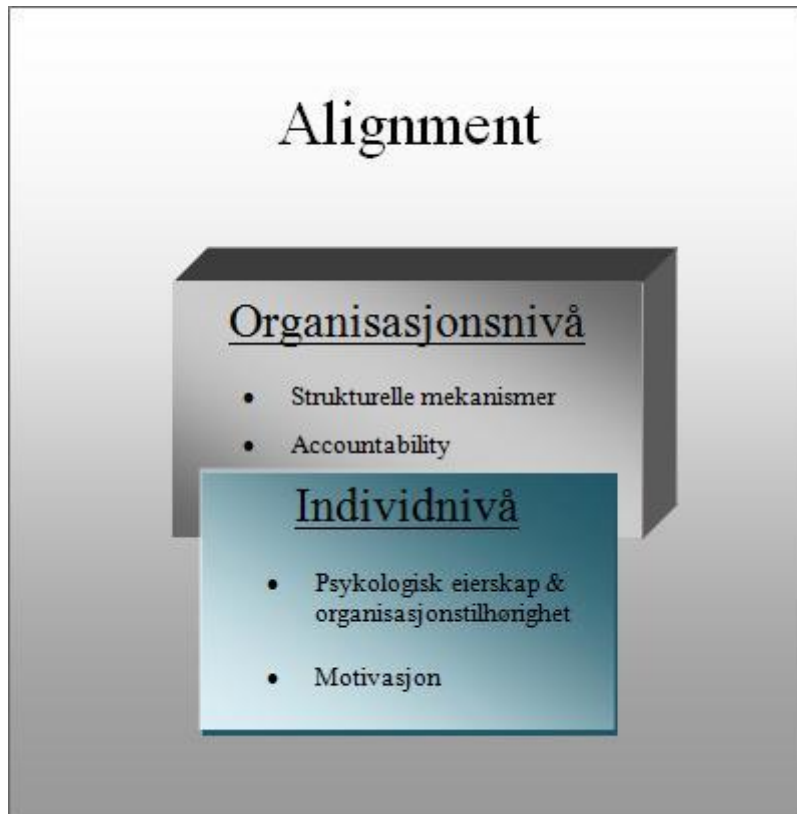 Alignment
Organisasjonsnivå
• Strukturelle mekanismer
• Accountability
Individnivå
• Psykologisk eierskap &
organisasjonstilhørighet
• Motivasjon